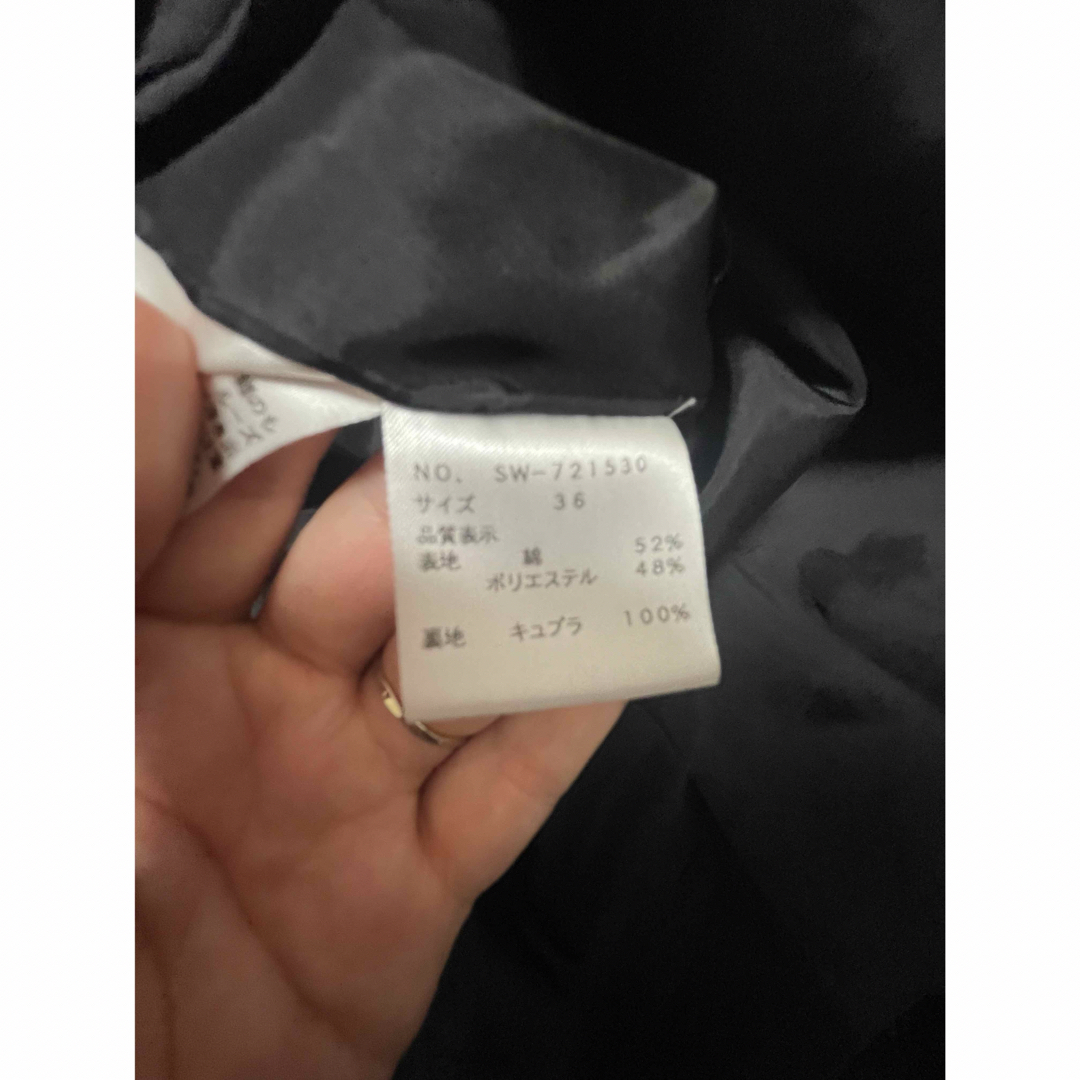 NO. SW-721530
サイズ 36
品質表示
表地 綿 52%
ポリエステル 48%
裏地 キュプラ 100%